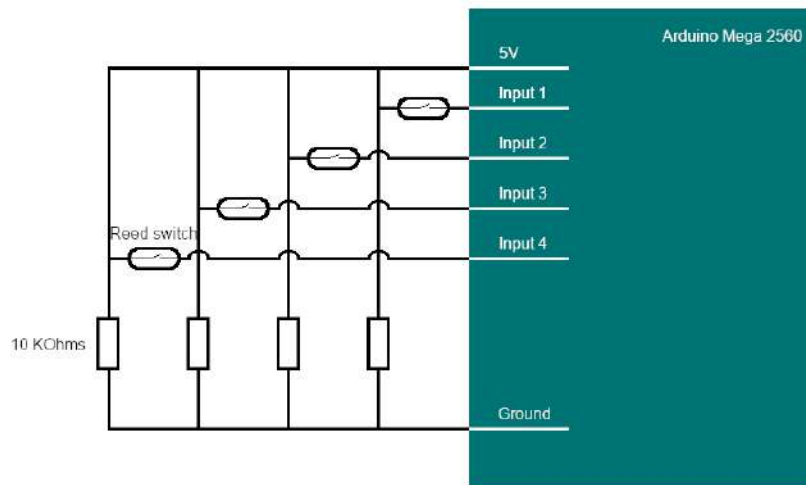 Arduino Mega 2560
5V
Input 1
Input 2
Input 3
Reed switch
Input 4
10 KOhms
Ground